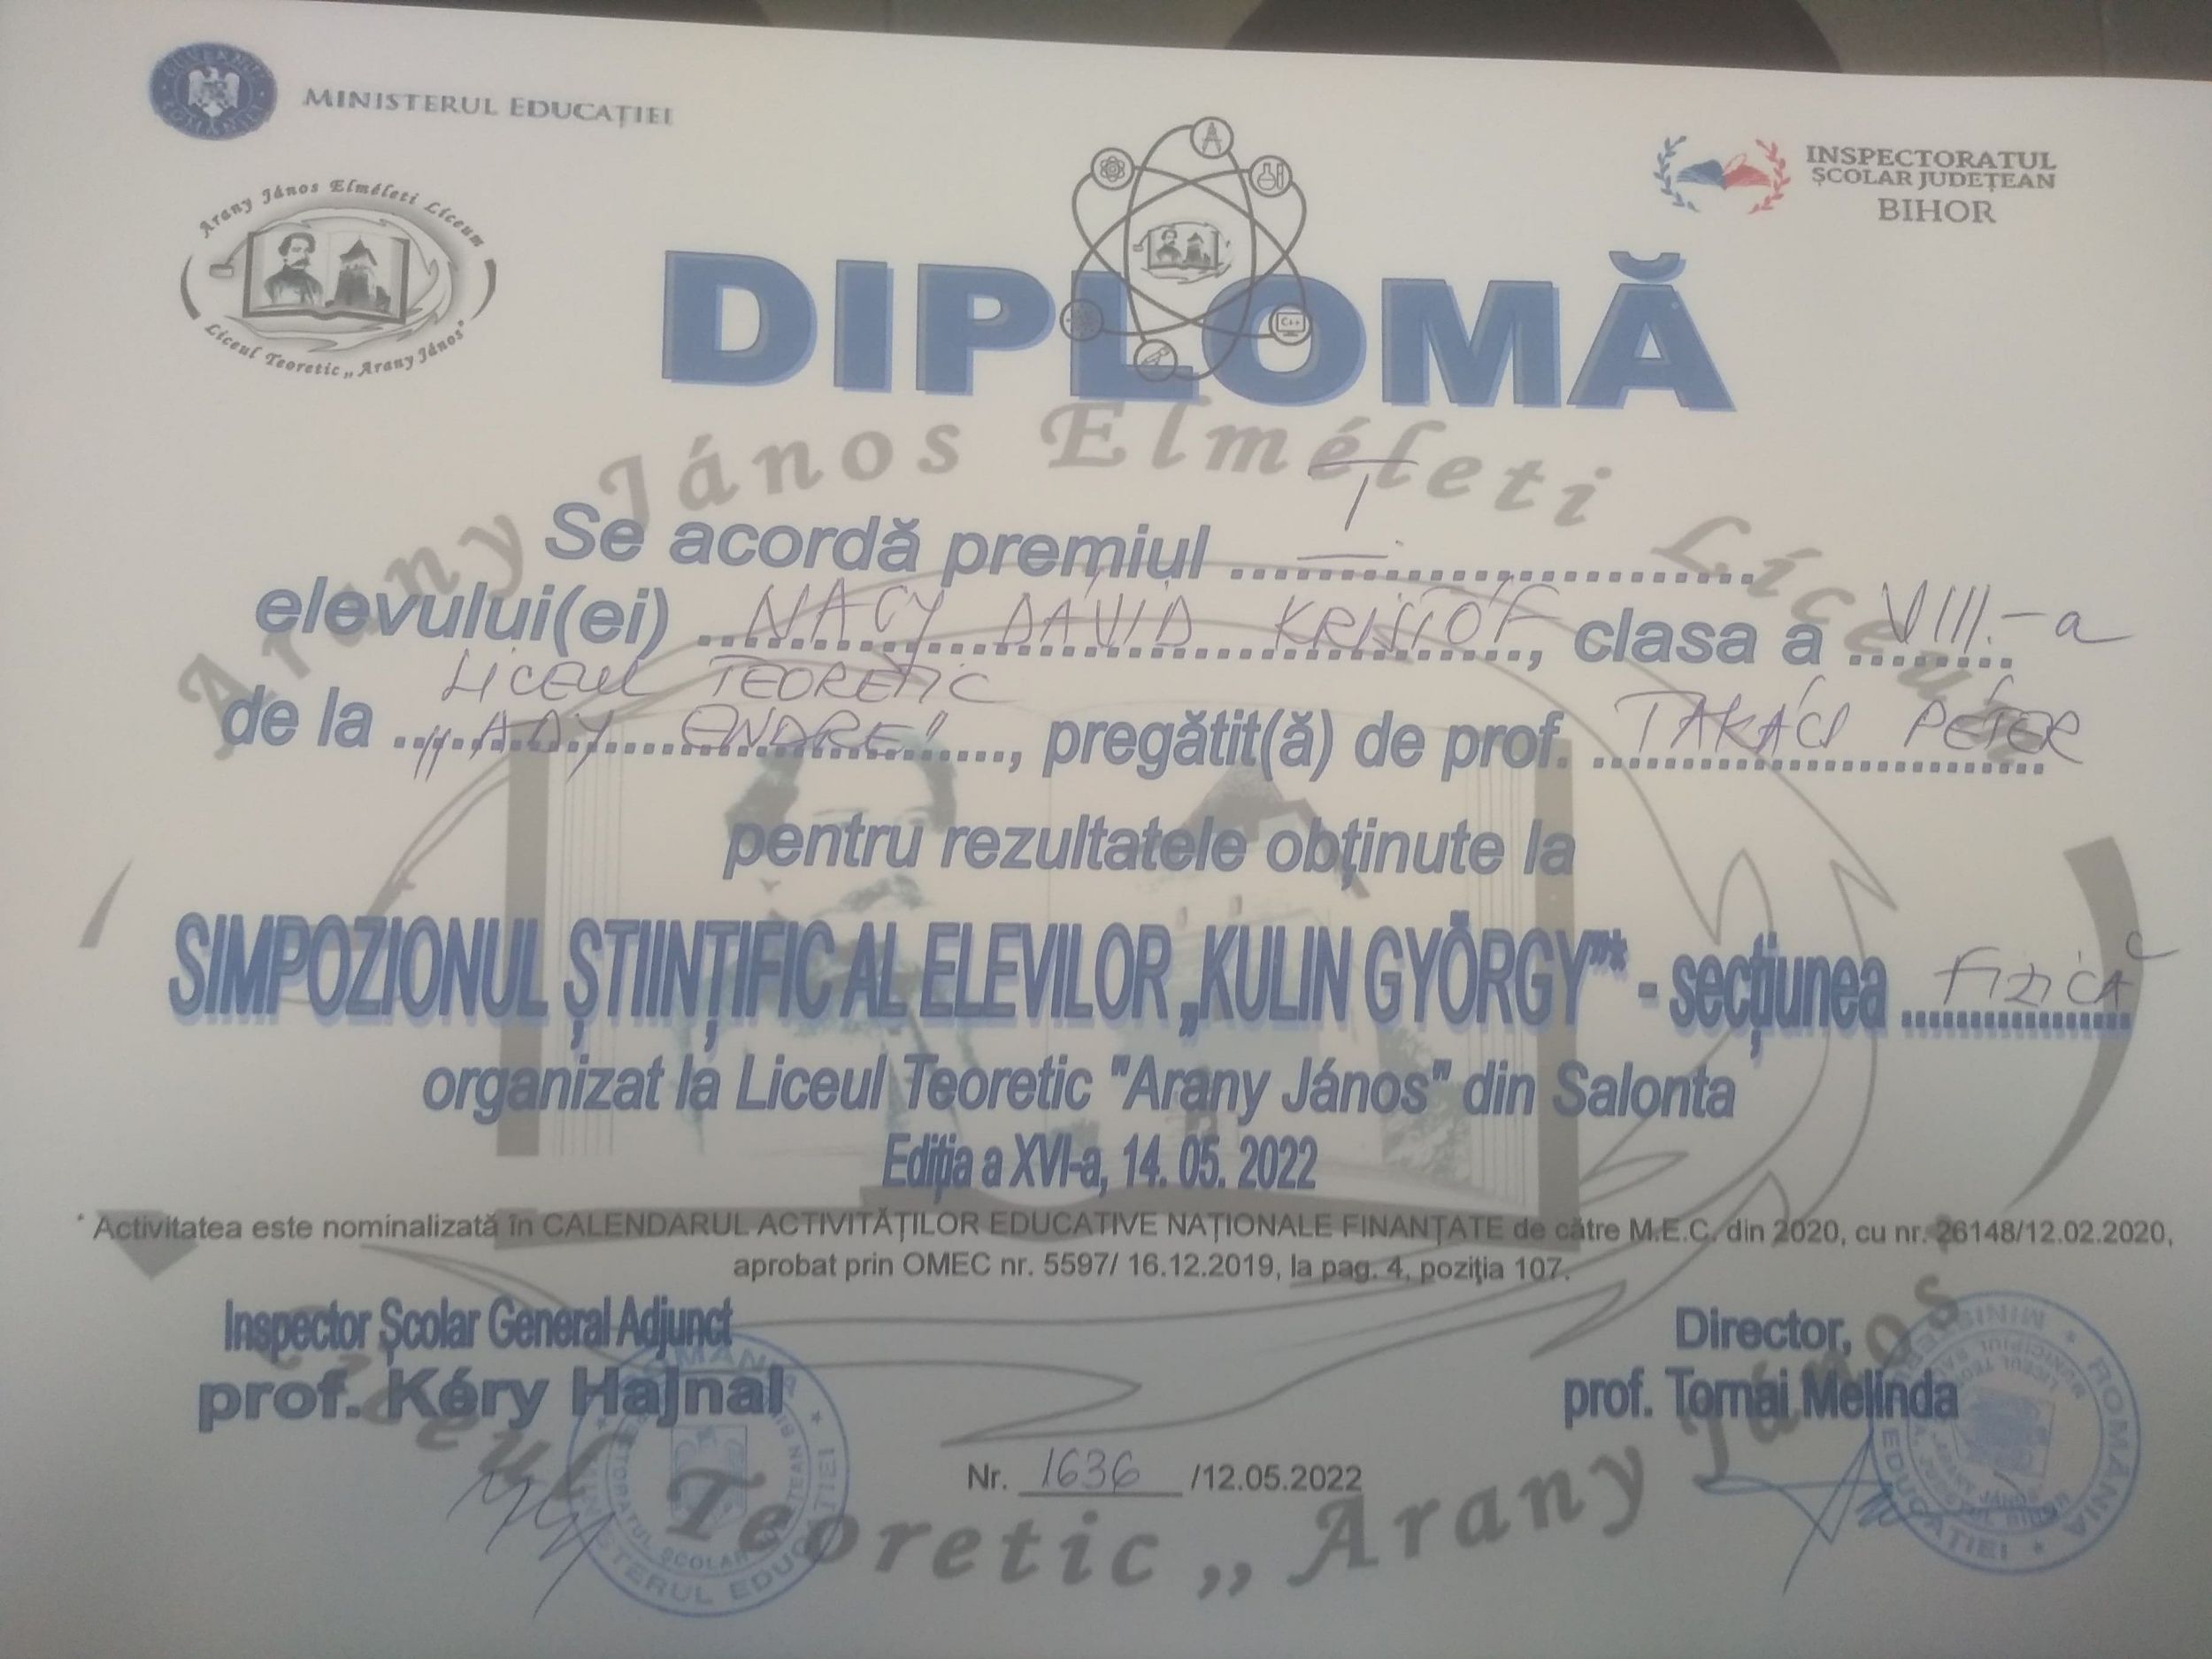 MINISTERUL EDUCAȚIEI
Arany János Elméleti Líceum
Liceul Teoretic „Arany János"
INSPECTORATUL
ȘCOLAR JUDEȚEAN
BIHOR
DIPLOMĂ
Arany János Elméleti Líceum
Se acordă premiul I.
elevului(ei) NAGY DÁVID KRISTÓF, clasa a VIII.-a
de la LICEUL TEORETIC
„ADY ENDRE", pregătit(ă) de prof. TAKÁCS PÉTER
pentru rezultatele obținute la
SIMPOZIONUL ȘTIINȚIFIC AL ELEVILOR „KULIN GYÖRGY”* - secțiunea FIZICĂ
organizat la Liceul Teoretic "Arany János" din Salonta
Ediția a XVI-a, 14. 05. 2022
* Activitatea este nominalizată în CALENDARUL ACTIVITĂȚILOR EDUCATIVE NAȚIONALE FINANȚATE de către M.E.C. din 2020, cu nr. 26148/12.02.2020,
aprobat prin OMEC nr. 5597/ 16.12.2019, la pag. 4, poziţia 107.
Inspector Școlar General Adjunct
prof. Kéry Hajnal
Director,
prof. Tomai Melinda
Nr. 1636 /12.05.2022
Liceul Teoretic „Arany János